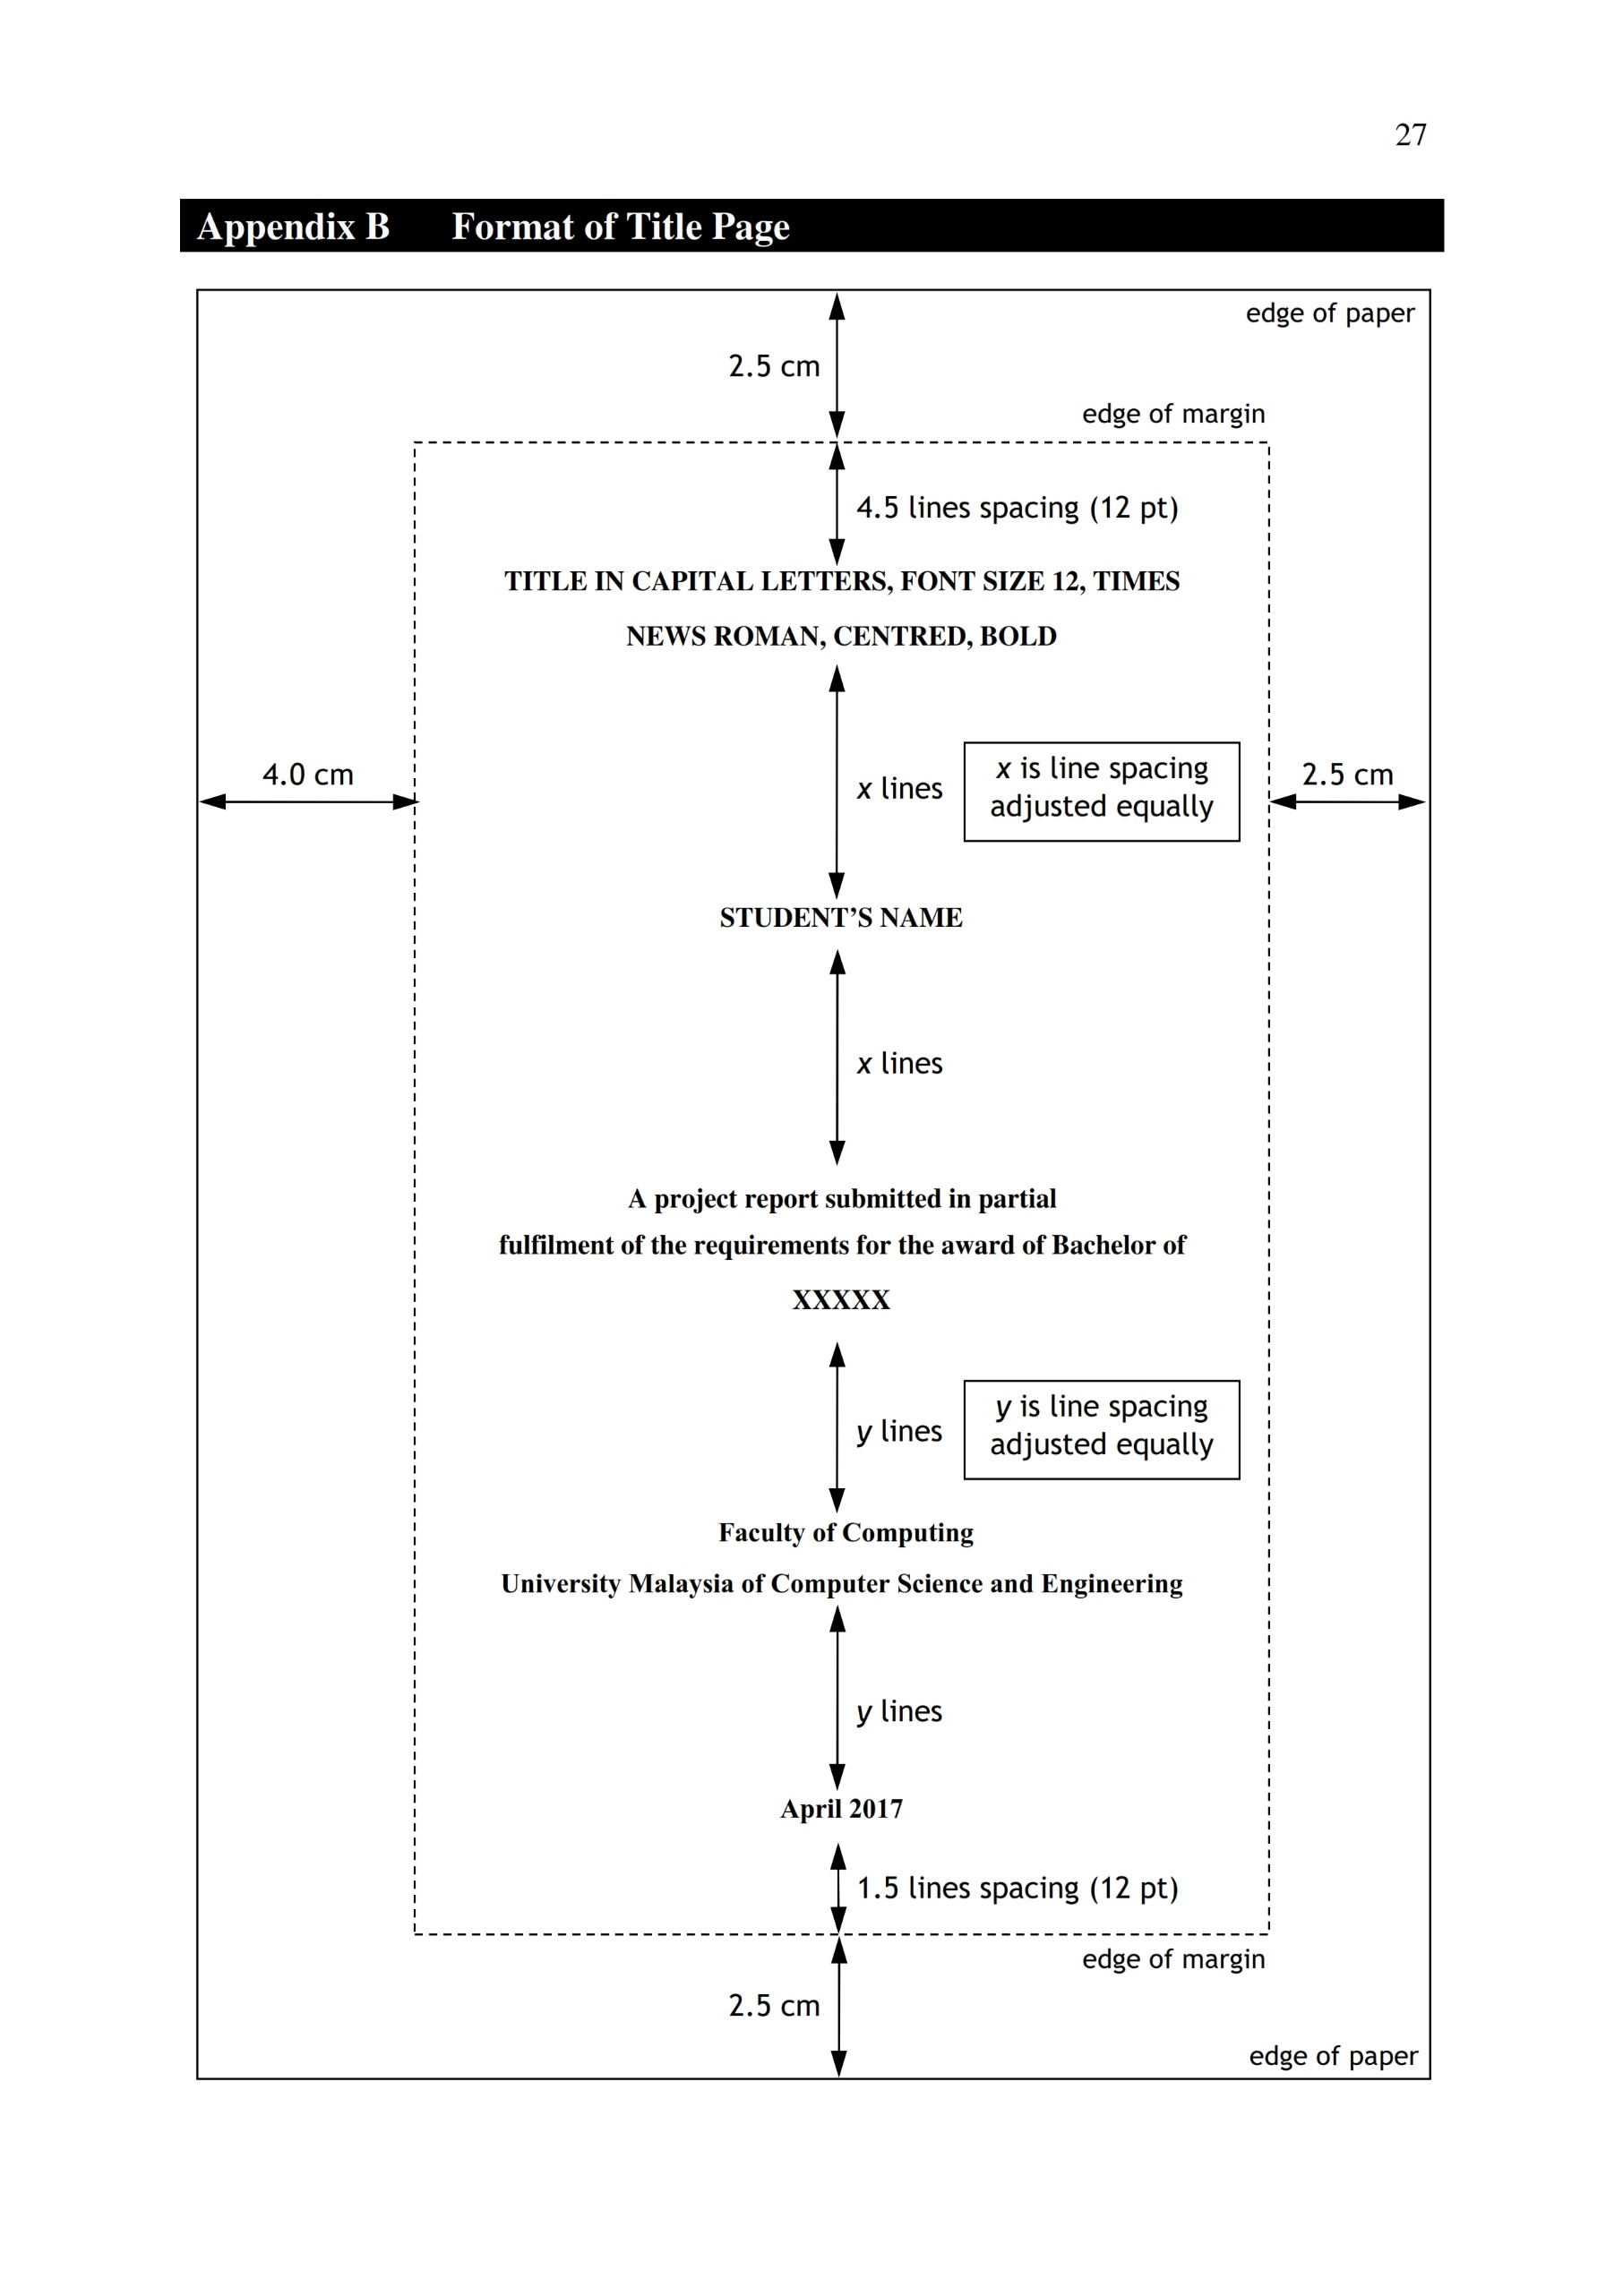 27
Appendix B Format of Title Page
edge of paper
2.5 cm
edge of margin
4.5 lines spacing (12 pt)
TITLE IN CAPITAL LETTERS, FONT SIZE 12, TIMES
NEWS ROMAN, CENTRED, BOLD
4.0 cm
x lines
x is line spacing
adjusted equally
2.5 cm
STUDENT’S NAME
x lines
A project report submitted in partial
fulfilment of the requirements for the award of Bachelor of
XXXXX
y lines
y is line spacing
adjusted equally
Faculty of Computing
University Malaysia of Computer Science and Engineering
y lines
April 2017
1.5 lines spacing (12 pt)
edge of margin
2.5 cm
edge of paper